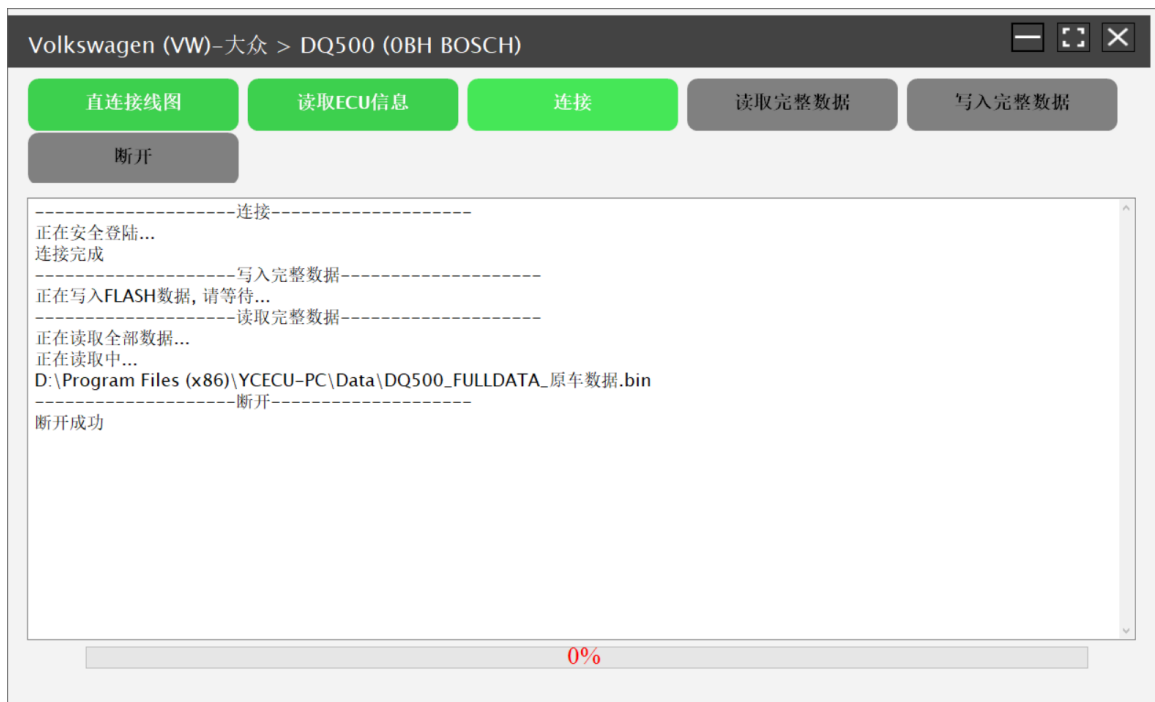 Volkswagen (VW)-大众 > DQ500 (0BH BOSCH)
直连接线图 读取ECU信息 连接 读取完整数据 写入完整数据
断开
--------------------连接--------------------
正在安全登陆...
连接完成
--------------------写入完整数据--------------------
正在写入FLASH数据, 请等待...
--------------------读取完整数据--------------------
正在读取全部数据...
正在读取中...
D:\Program Files (x86)\YCECU-PC\Data\DQ500_FULLDATA_原车数据.bin
--------------------断开--------------------
断开成功
0%